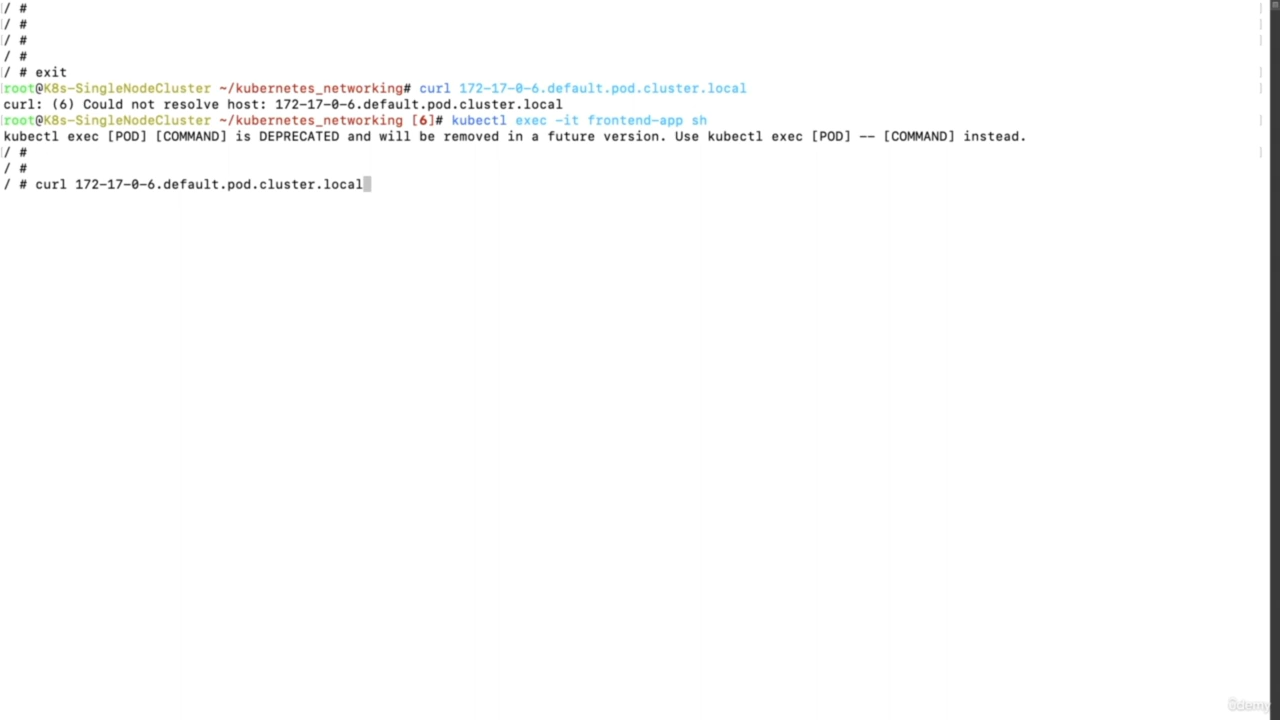 / #
/ #
/ #
/ #
/ # exit
root@K8s-SingleNodeCluster ~/kubernetes_networking# curl 172-17-0-6.default.pod.cluster.local
curl: (6) Could not resolve host: 172-17-0-6.default.pod.cluster.local
root@K8s-SingleNodeCluster ~/kubernetes_networking [6]# kubectl exec -it frontend-app sh
kubectl exec [POD] [COMMAND] is DEPRECATED and will be removed in a future version. Use kubectl exec [POD] -- [COMMAND] instead.
/ #
/ #
/ # curl 172-17-0-6.default.pod.cluster.local
ûdemy